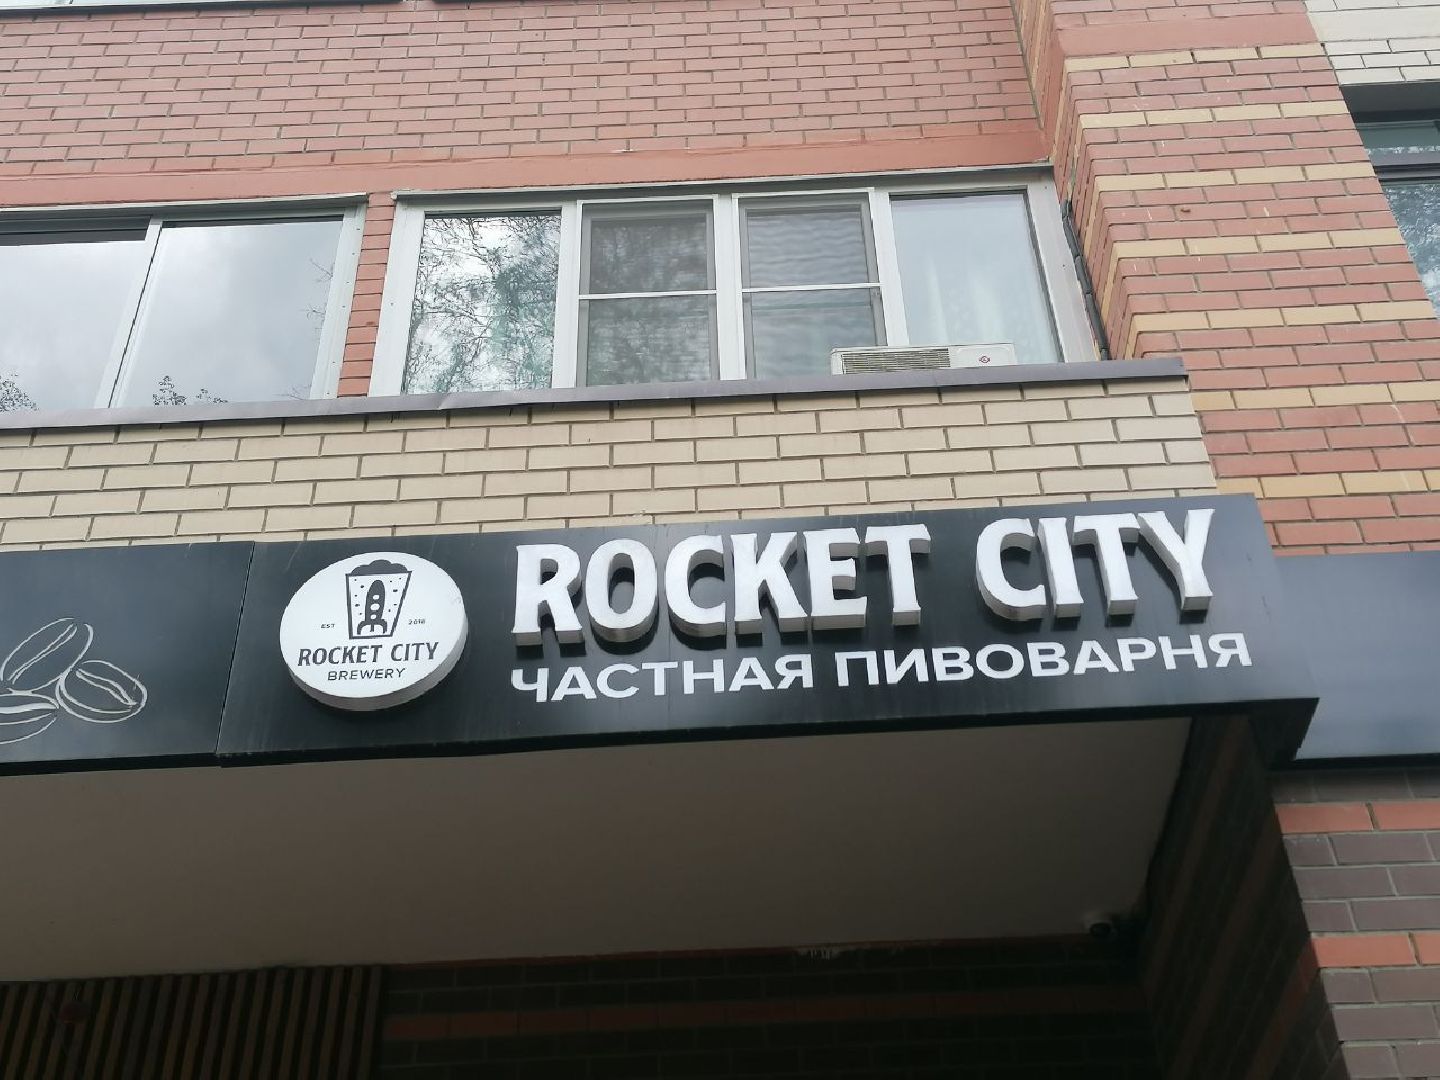 ROCKET CITY
ЧАСТНАЯ ПИВОВАРНЯ
EST 2018
ROCKET CITY
BREWERY